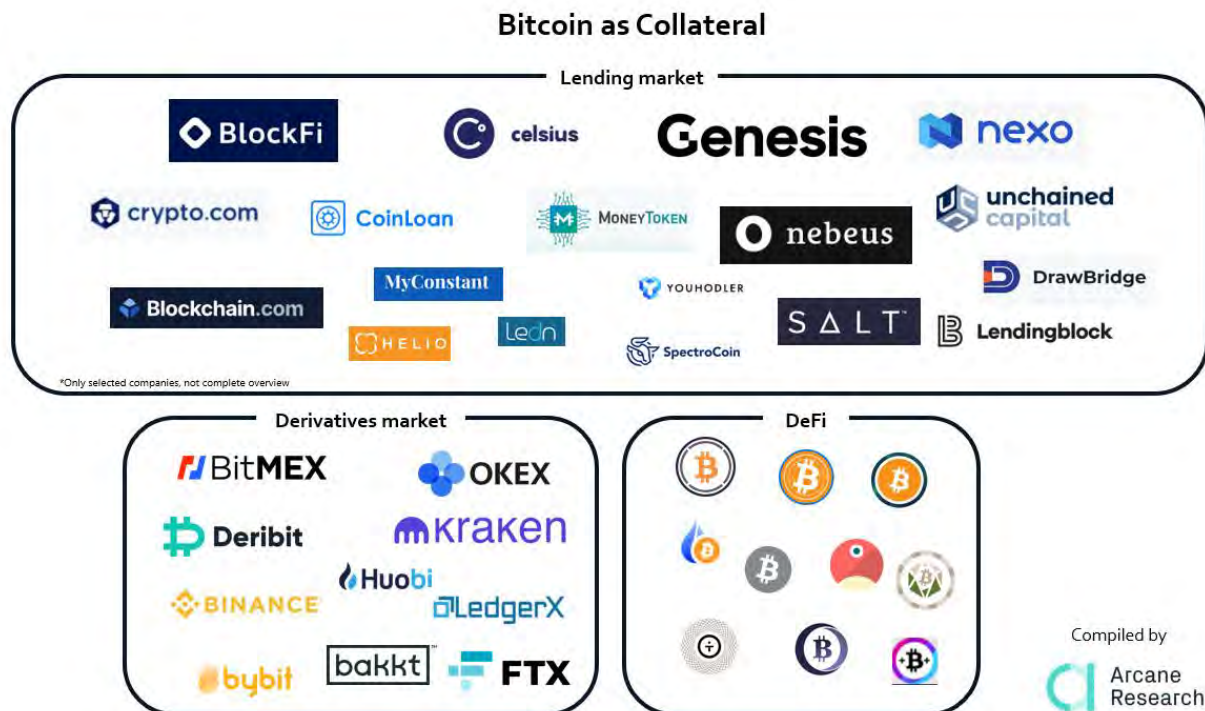 Bitcoin as Collateral
Lending market
BlockFi
celsius
Genesis
nexo
crypto.com
CoinLoan
MONEYTOKEN
nebeus
unchained
capital
Blockchain.com
MyConstant
YOUHODLER
DrawBridge
HELIO
Ledn
SpectroCoin
SALT™
Lendingblock
*Only selected companies, not complete overview
Derivatives market
BitMEX
OKEX
Deribit
kraken
Huobi
BINANCE
LedgerX
bybit
bakkt™
FTX
DeFi
Compiled by
Arcane
Research